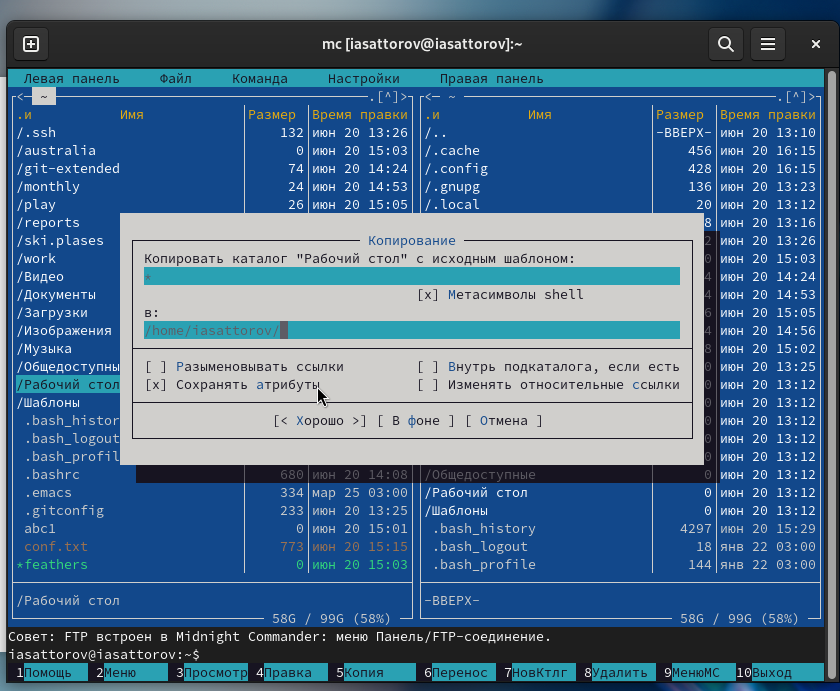 mc [iasattorov@iasattorov]:~
Левая панель Файл Команда Настройки Правая панель
<— ~ .[^]> <— ~ .[^]>
.и Имя Размер Время правки .и Имя Размер Время правки
/.ssh 132 июн 20 13:26 /.. -ВВЕРХ- июн 20 13:10
/australia 0 июн 20 15:03 /.cache 456 июн 20 16:15
/git-extended 74 июн 20 14:24 /.config 428 июн 20 16:15
/monthly 24 июн 20 14:53 /.gnupg 136 июн 20 13:23
/play 26 июн 20 15:05 /.local 20 июн 20 13:12
/reports 8 июн 20 13:16
/ski.plases Копирование 2 июн 20 13:26
/work Копировать каталог "Рабочий стол" с исходным шаблоном: 0 июн 20 15:03
/Видео * 4 июн 20 14:24
/Документы [x] Метасимволы shell 4 июн 20 14:53
/Загрузки в: 6 июн 20 15:05
/Изображения /home/iasattorov/ 4 июн 20 14:56
/Музыка 8 июн 20 15:02
/Общедоступны [ ] Разыменовывать ссылки [ ] Внутрь подкаталога, если есть 0 июн 20 13:25
/Рабочий стол [x] Сохранять атрибуты [ ] Изменять относительные ссылки 0 июн 20 13:12
/Шаблоны 0 июн 20 13:12
.bash_histor [< Хорошо >] [ В фоне ] [ Отмена ] 0 июн 20 13:12
.bash_logout 0 июн 20 13:12
.bash_profil 0 июн 20 13:12
.bashrc 680 июн 20 14:08 /Общедоступные 0 июн 20 13:12
.emacs 334 мар 25 03:00 /Рабочий стол 0 июн 20 13:12
.gitconfig 233 июн 20 13:25 /Шаблоны 0 июн 20 13:12
abc1 0 июн 20 15:01 .bash_history 4297 июн 20 15:29
conf.txt 773 июн 20 15:15 .bash_logout 18 янв 22 03:00
*feathers 0 июн 20 15:03 .bash_profile 144 янв 22 03:00
/Рабочий стол -ВВЕРХ-
58G / 99G (58%) 58G / 99G (58%)
Совет: FTP встроен в Midnight Commander: меню Панель/FTP-соединение.
iasattorov@iasattorov:~$
1Помощь 2Меню 3Просмотр 4Правка 5Копия 6Перенос 7НовКтлг 8Удалить 9МенюMC 10Выход